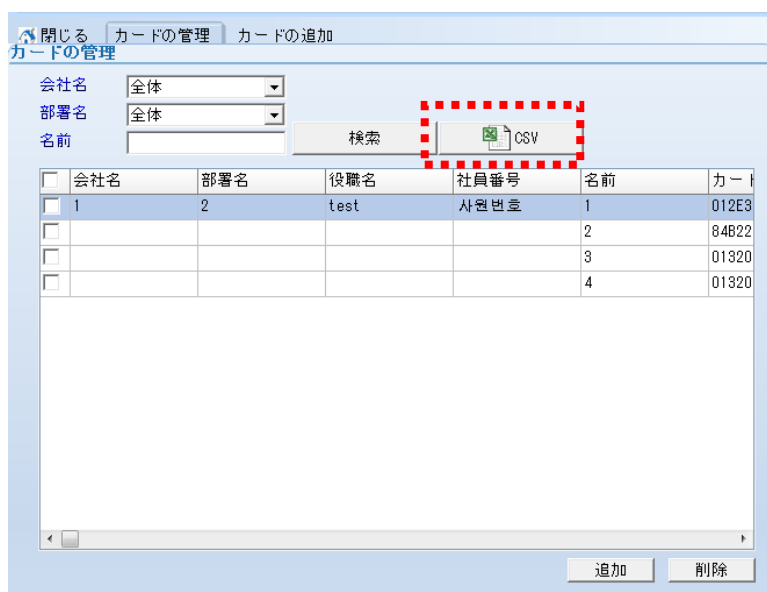 閉じる カードの管理 カードの追加
カードの管理
会社名 全体
部署名 全体
名前 検索 CSV
会社名 部署名 役職名 社員番号 名前 カード
1 2 test 사원번호 1 012E3
2 84B22
3 01320
4 01320
追加 削除